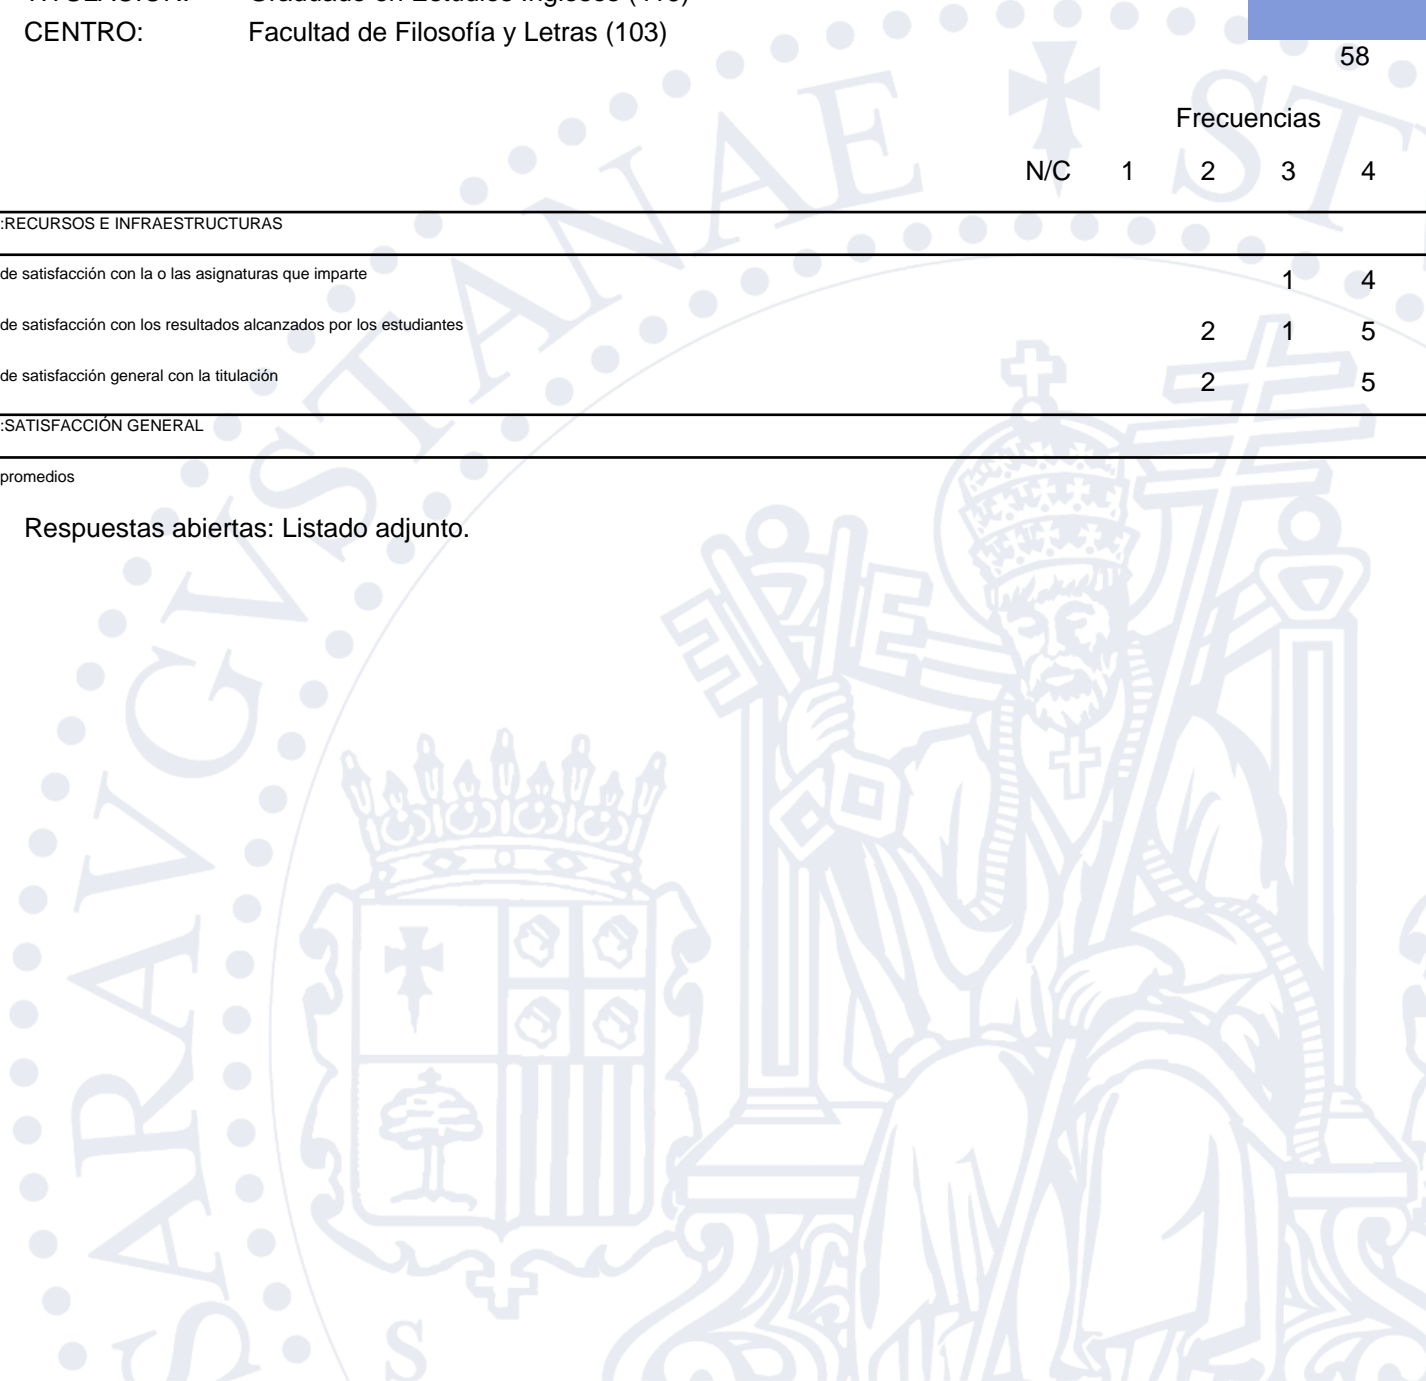 CENTRO: Facultad de Filosofía y Letras (103)
58
Frecuencias
N/C 1 2 3 4
:RECURSOS E INFRAESTRUCTURAS
de satisfacción con la o las asignaturas que imparte 1 4
de satisfacción con los resultados alcanzados por los estudiantes 2 1 5
de satisfacción general con la titulación 2 5
:SATISFACCIÓN GENERAL
promedios
Respuestas abiertas: Listado adjunto.
SARAVGVSTANAE ST
S